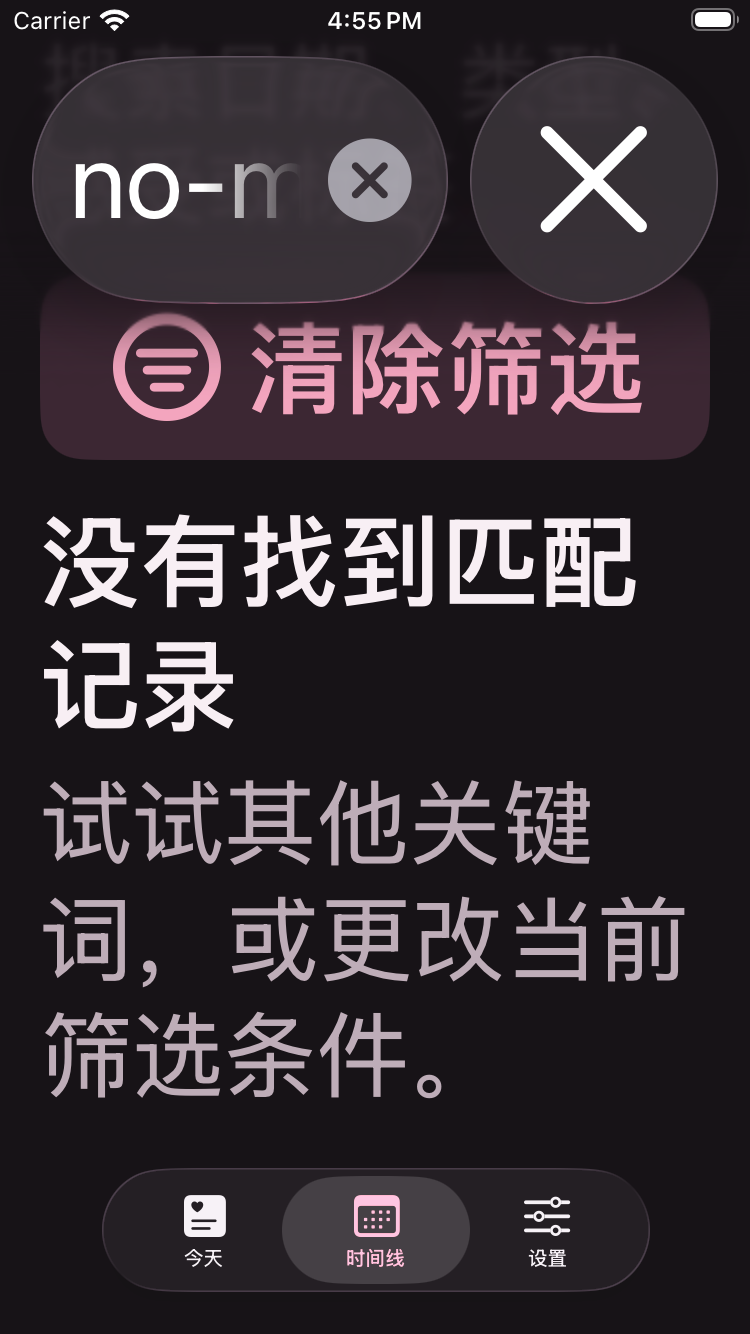 Carrier
4:55 PM
no-m
清除筛选
没有找到匹配
记录
试试其他关键
词，或更改当前
筛选条件。
今天
时间线
设置